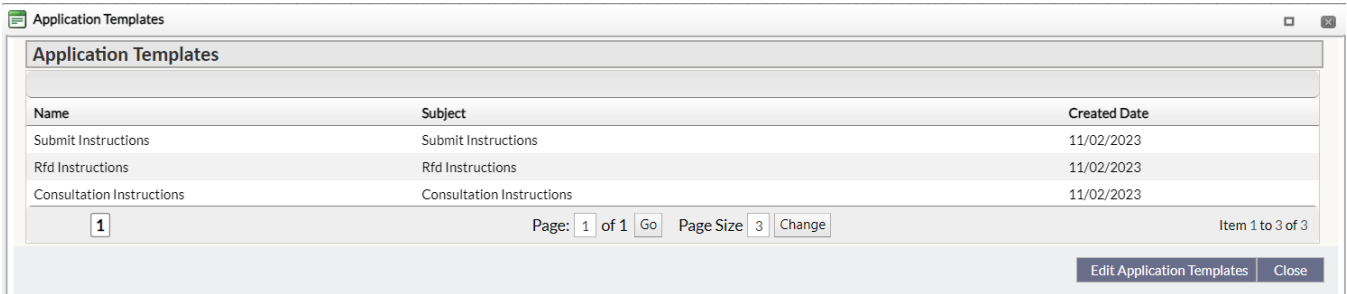 Application Templates
Application Templates
Name Subject Created Date
Submit Instructions Submit Instructions 11/02/2023
Rfd Instructions Rfd Instructions 11/02/2023
Consultation Instructions Consultation Instructions 11/02/2023
1 Page: 1 of 1 Go Page Size 3 Change Item 1 to 3 of 3
Edit Application Templates Close